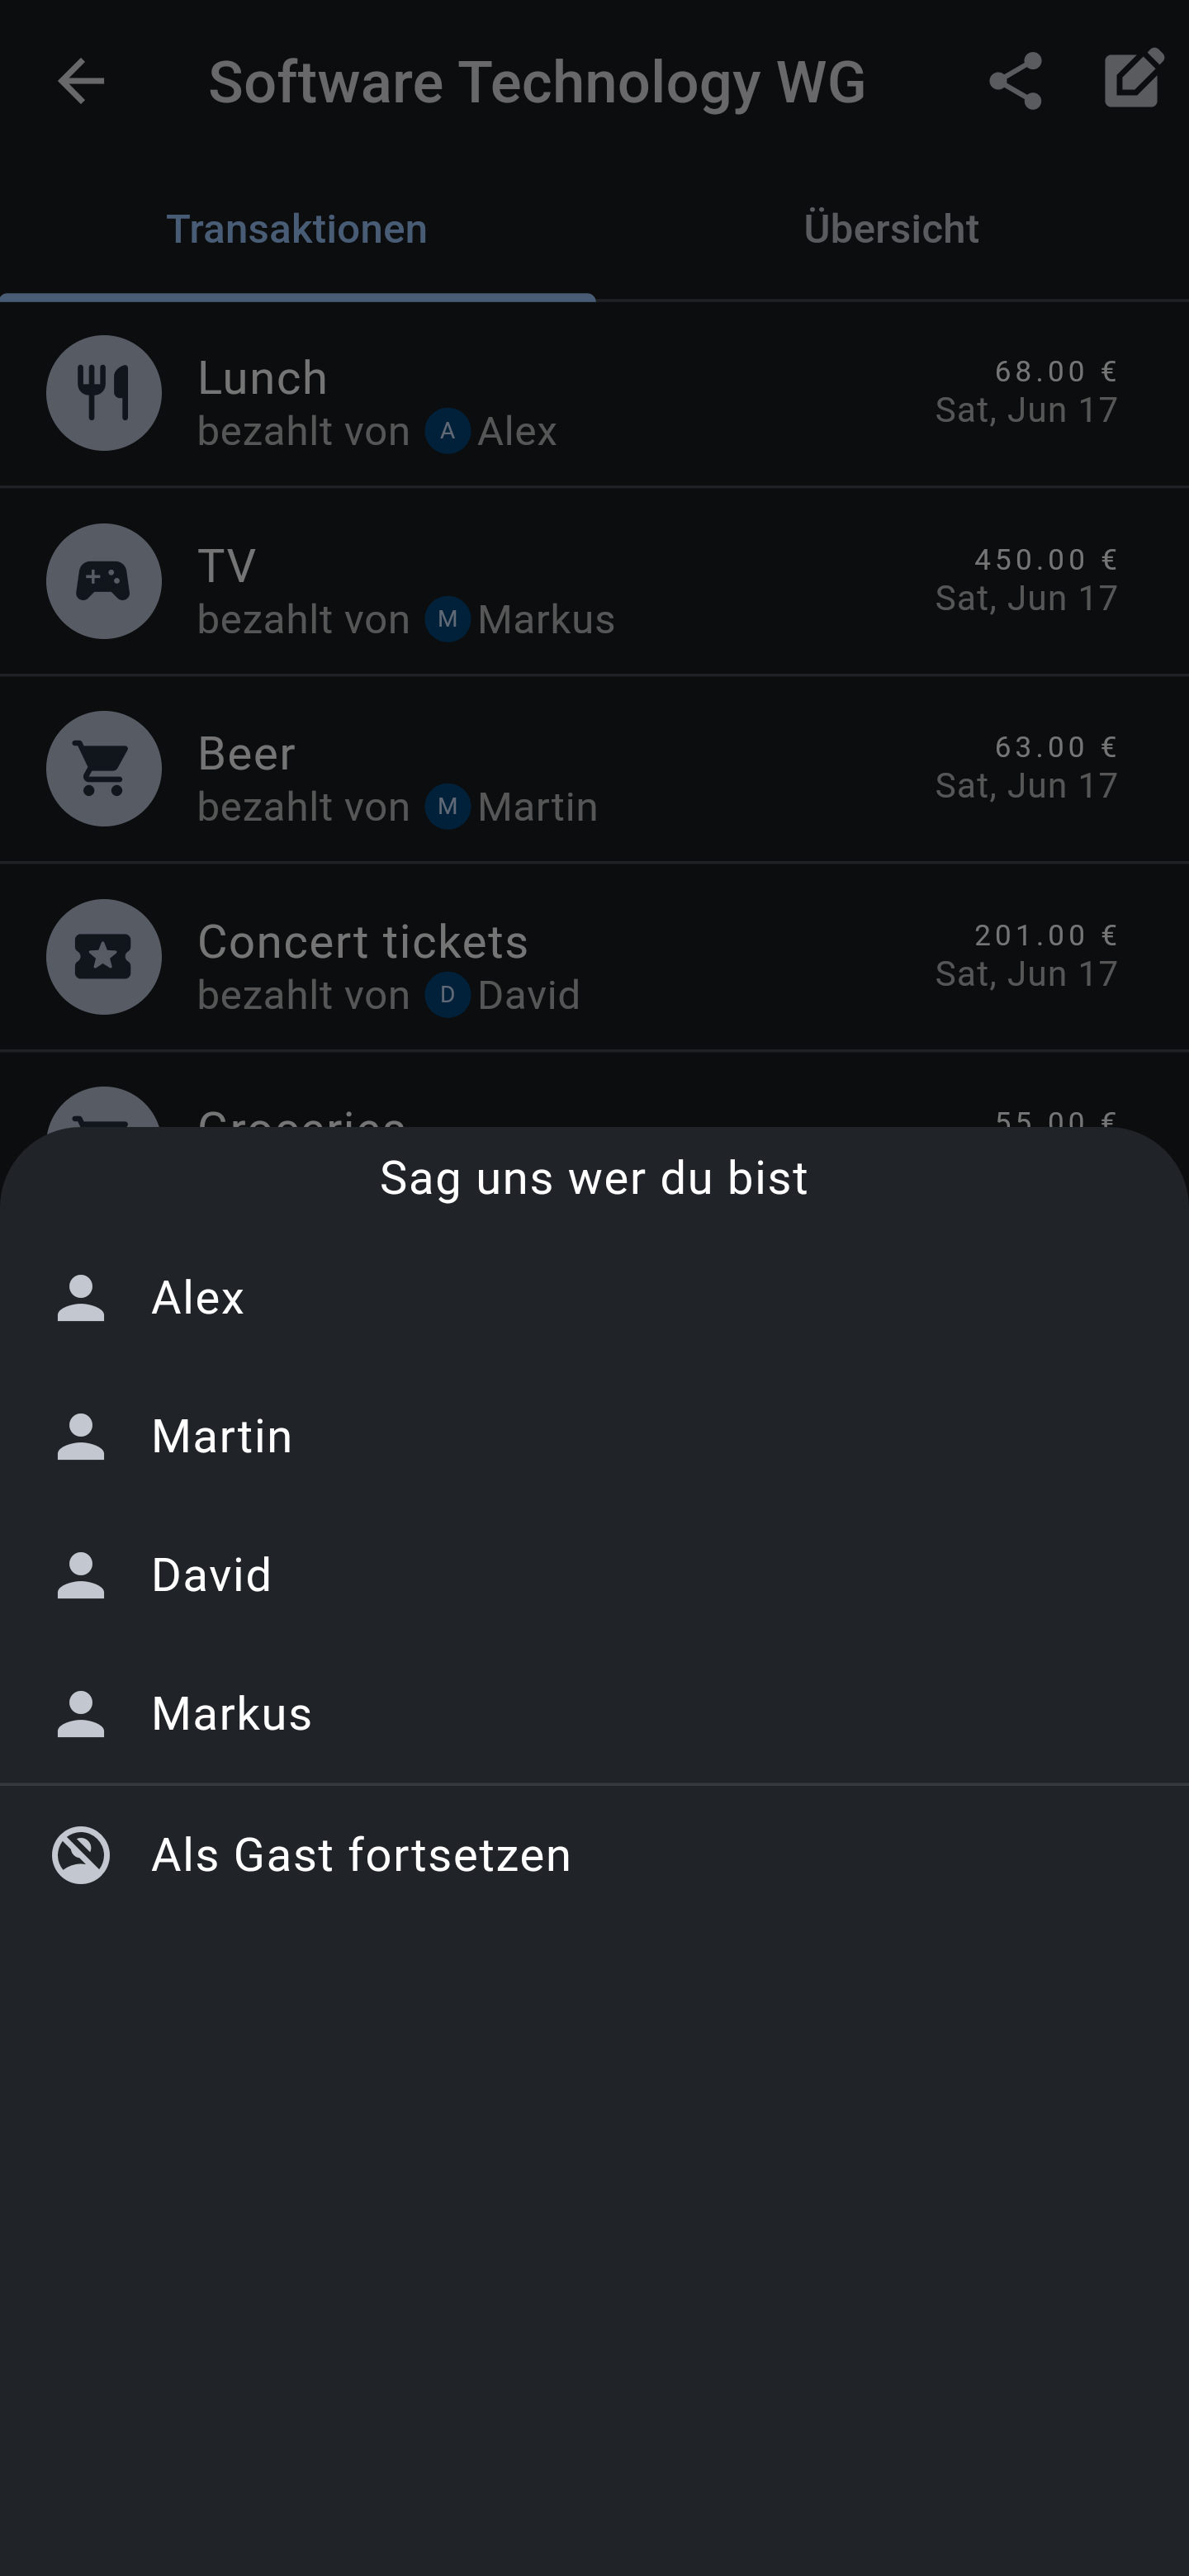 Software Technology WG
Transaktionen
Übersicht
Lunch
68.00 €
bezahlt von A Alex
Sat, Jun 17
TV
450.00 €
bezahlt von M Markus
Sat, Jun 17
Beer
63.00 €
bezahlt von M Martin
Sat, Jun 17
Concert tickets
201.00 €
bezahlt von D David
Sat, Jun 17
Groceries
55.00 €
Sag uns wer du bist
Alex
Martin
David
Markus
Als Gast fortsetzen